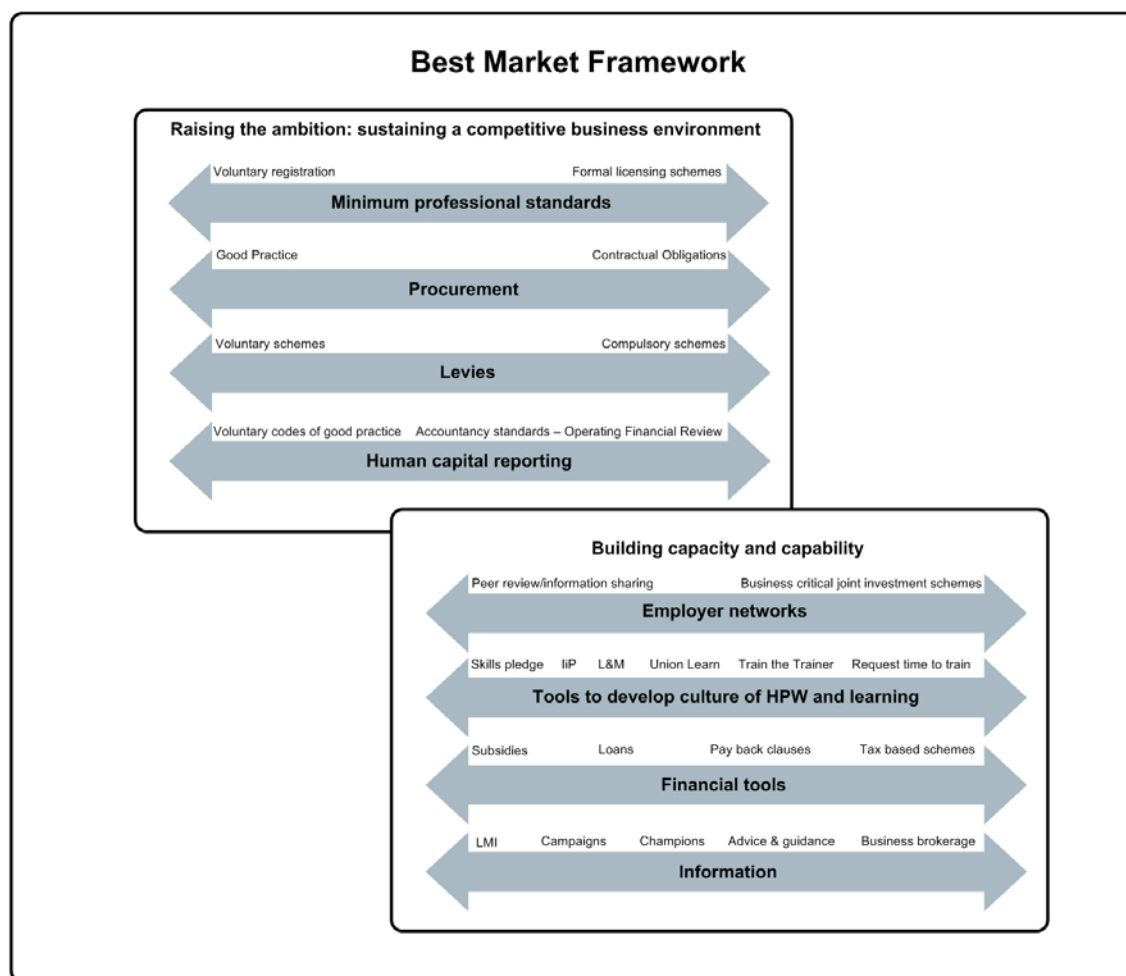 Best Market Framework
Raising the ambition: sustaining a competitive business environment
Voluntary registration Formal licensing schemes
Minimum professional standards
Good Practice Contractual Obligations
Procurement
Voluntary schemes Compulsory schemes
Levies
Voluntary codes of good practice Accountancy standards – Operating Financial Review
Human capital reporting
Building capacity and capability
Peer review/information sharing Business critical joint investment schemes
Employer networks
Skills pledge IiP L&M Union Learn Train the Trainer Request time to train
Tools to develop culture of HPW and learning
Subsidies Loans Pay back clauses Tax based schemes
Financial tools
LMI Campaigns Champions Advice & guidance Business brokerage
Information